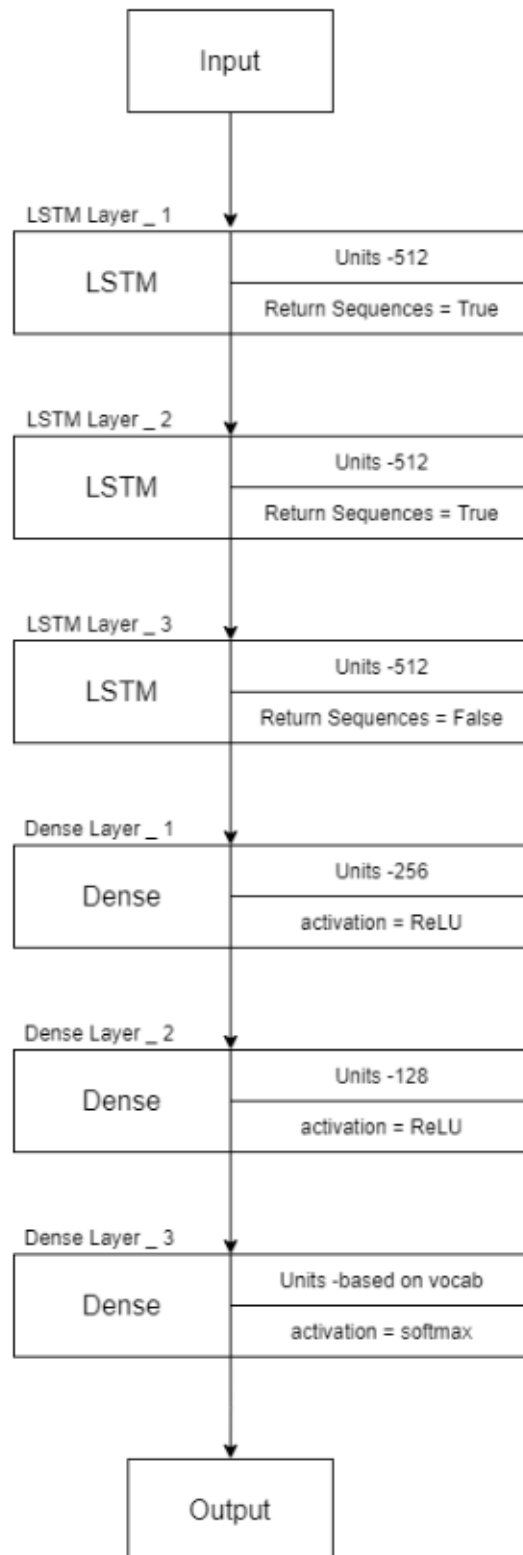 Input
LSTM Layer _ 1
LSTM
Units -512
Return Sequences = True
LSTM Layer _ 2
LSTM
Units -512
Return Sequences = True
LSTM Layer _ 3
LSTM
Units -512
Return Sequences = False
Dense Layer _ 1
Dense
Units -256
activation = ReLU
Dense Layer _ 2
Dense
Units -128
activation = ReLU
Dense Layer _ 3
Dense
Units -based on vocab
activation = softmax
Output